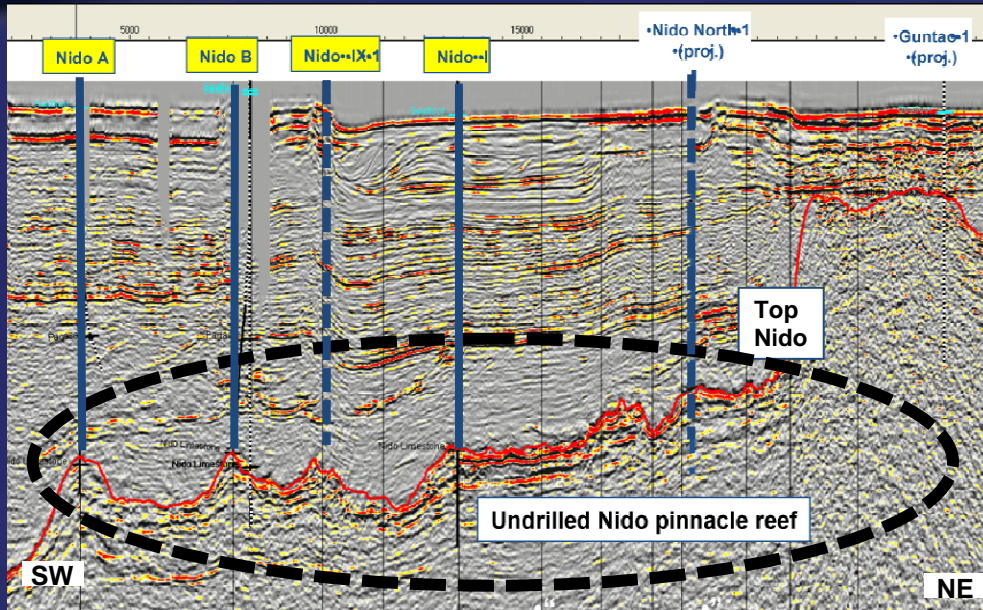 5000
10000
15000
Nido A
Nido B
Nido-IX-1
Nido-I
•Nido North-1
•(proj.)
•Guntao-1
•(proj.)
Top
Nido
Nido Limestone
Nido Limestone
Undrilled Nido pinnacle reef
SW
NE